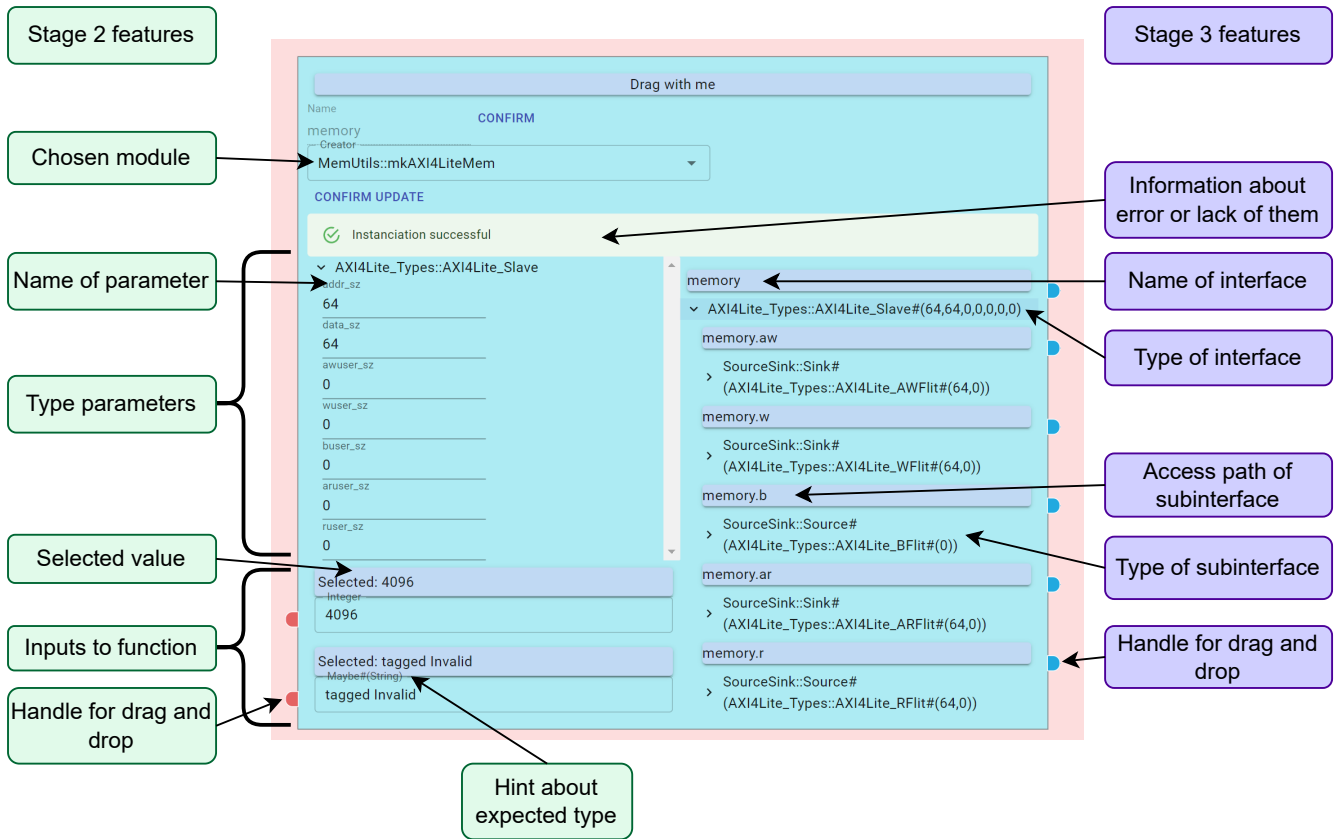 Stage 2 features
Stage 3 features
Drag with me
Name
memory
CONFIRM
Creator
MemUtils::mkAXI4LiteMem
CONFIRM UPDATE
Instanciation successful
Chosen module
Name of parameter
Type parameters
Selected value
Inputs to function
Handle for drag and
drop
AXI4Lite_Types::AXI4Lite_Slave
addr_sz
64
data_sz
64
awuser_sz
0
wuser_sz
0
buser_sz
0
aruser_sz
0
ruser_sz
0
Selected: 4096
Integer
4096
Selected: tagged Invalid
Maybe#(String)
tagged Invalid
Hint about
expected type
memory
AXI4Lite_Types::AXI4Lite_Slave#(64,64,0,0,0,0,0)
memory.aw
SourceSink::Sink#
(AXI4Lite_Types::AXI4Lite_AWFlit#(64,0))
memory.w
SourceSink::Sink#
(AXI4Lite_Types::AXI4Lite_WFlit#(64,0))
memory.b
SourceSink::Source#
(AXI4Lite_Types::AXI4Lite_BFlit#(0))
memory.ar
SourceSink::Sink#
(AXI4Lite_Types::AXI4Lite_ARFlit#(64,0))
memory.r
SourceSink::Source#
(AXI4Lite_Types::AXI4Lite_RFlit#(64,0))
Information about
error or lack of them
Name of interface
Type of interface
Access path of
subinterface
Type of subinterface
Handle for drag and
drop